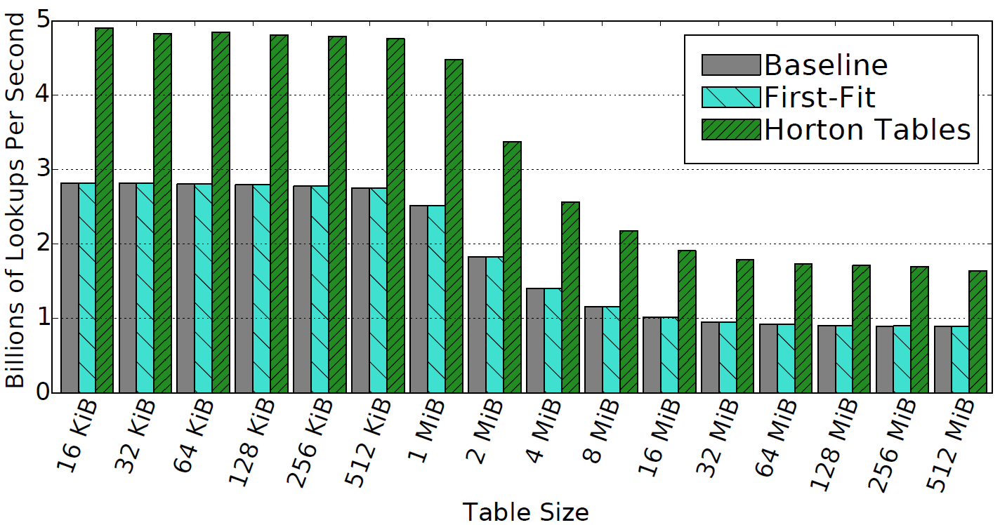 Billions of Lookups Per Second
5
4
3
2
1
0
Baseline
First-Fit
Horton Tables
16 KiB
32 KiB
64 KiB
128 KiB
256 KiB
512 KiB
1 MiB
2 MiB
4 MiB
8 MiB
16 MiB
32 MiB
64 MiB
128 MiB
256 MiB
512 MiB
Table Size